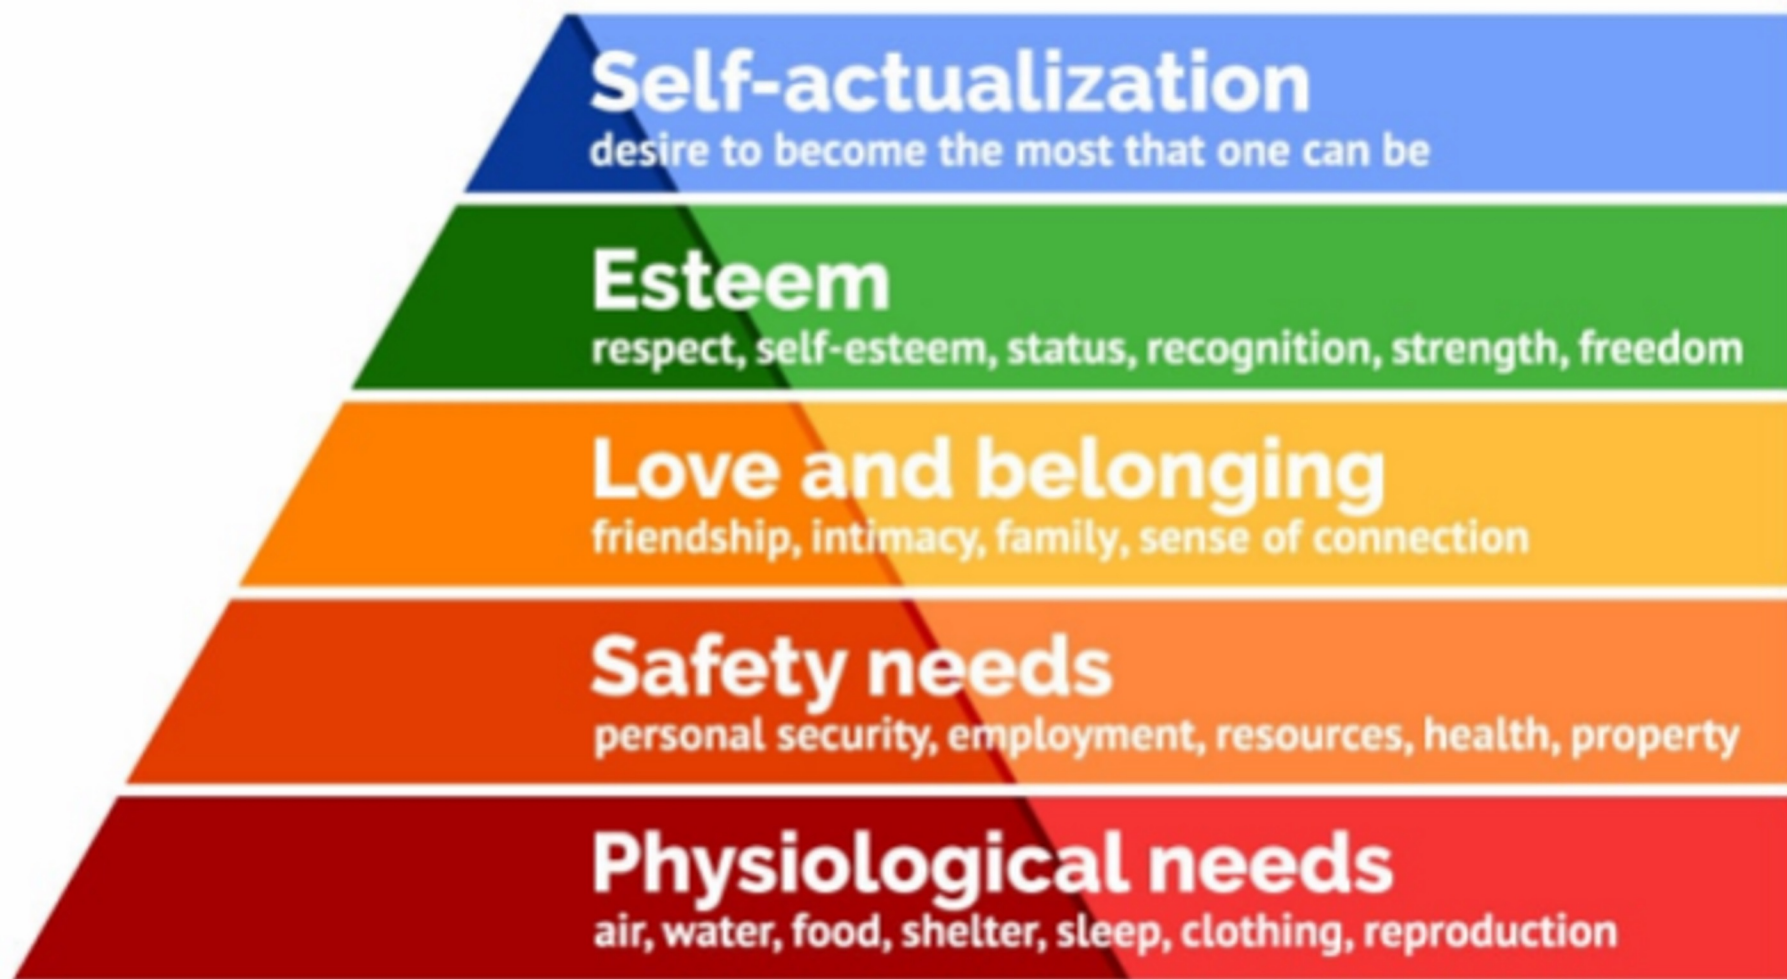 Self-actualization
desire to become the most that one can be
Esteem
respect, self-esteem, status, recognition, strength, freedom
Love and belonging
friendship, intimacy, family, sense of connection
Safety needs
personal security, employment, resources, health, property
Physiological needs
air, water, food, shelter, sleep, clothing, reproduction